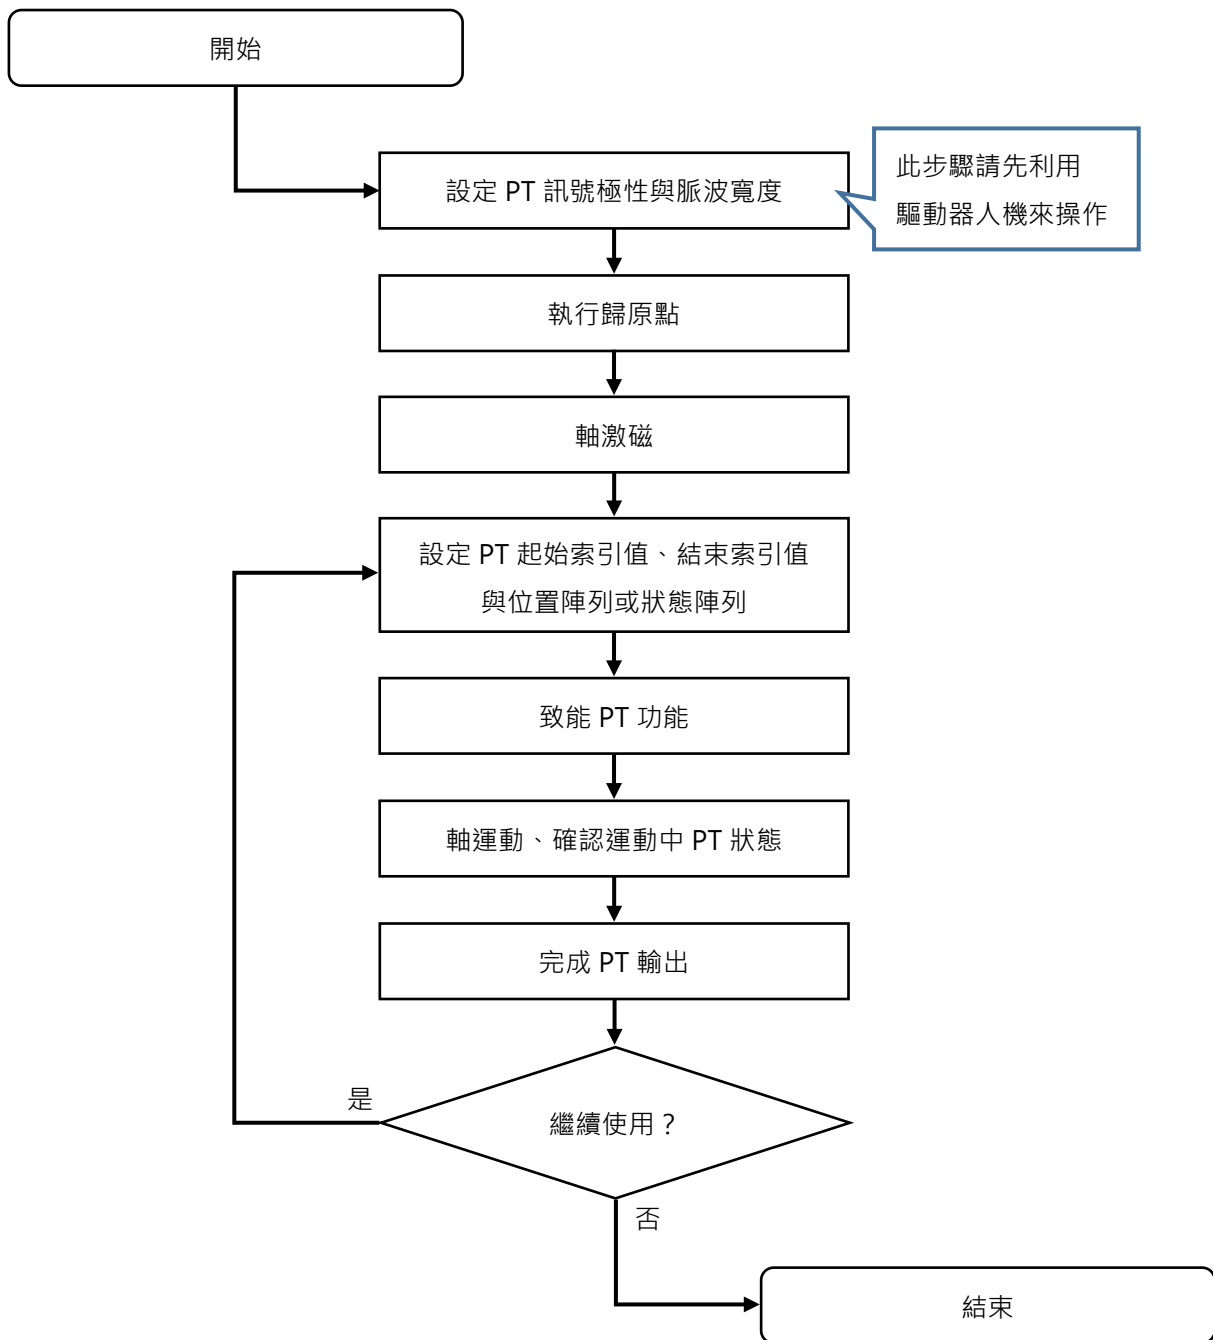 開始
設定 PT 訊號極性與脈波寬度
此步驟請先利用
驅動器人機來操作
執行歸原點
軸激磁
設定 PT 起始索引值、結束索引值
與位置陣列或狀態陣列
致能 PT 功能
軸運動、確認運動中 PT 狀態
完成 PT 輸出
是
繼續使用？
否
結束